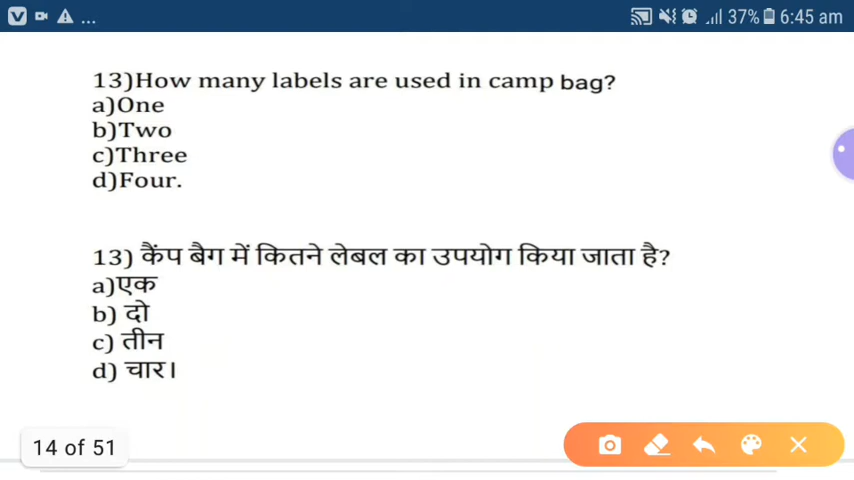 ... 37% 6:45 am
13)How many labels are used in camp bag?
a)One
b)Two
c)Three
d)Four.
13) कैंप बैग में कितने लेबल का उपयोग किया जाता है?
a)एक
b) दो
c) तीन
d) चार।
14 of 51